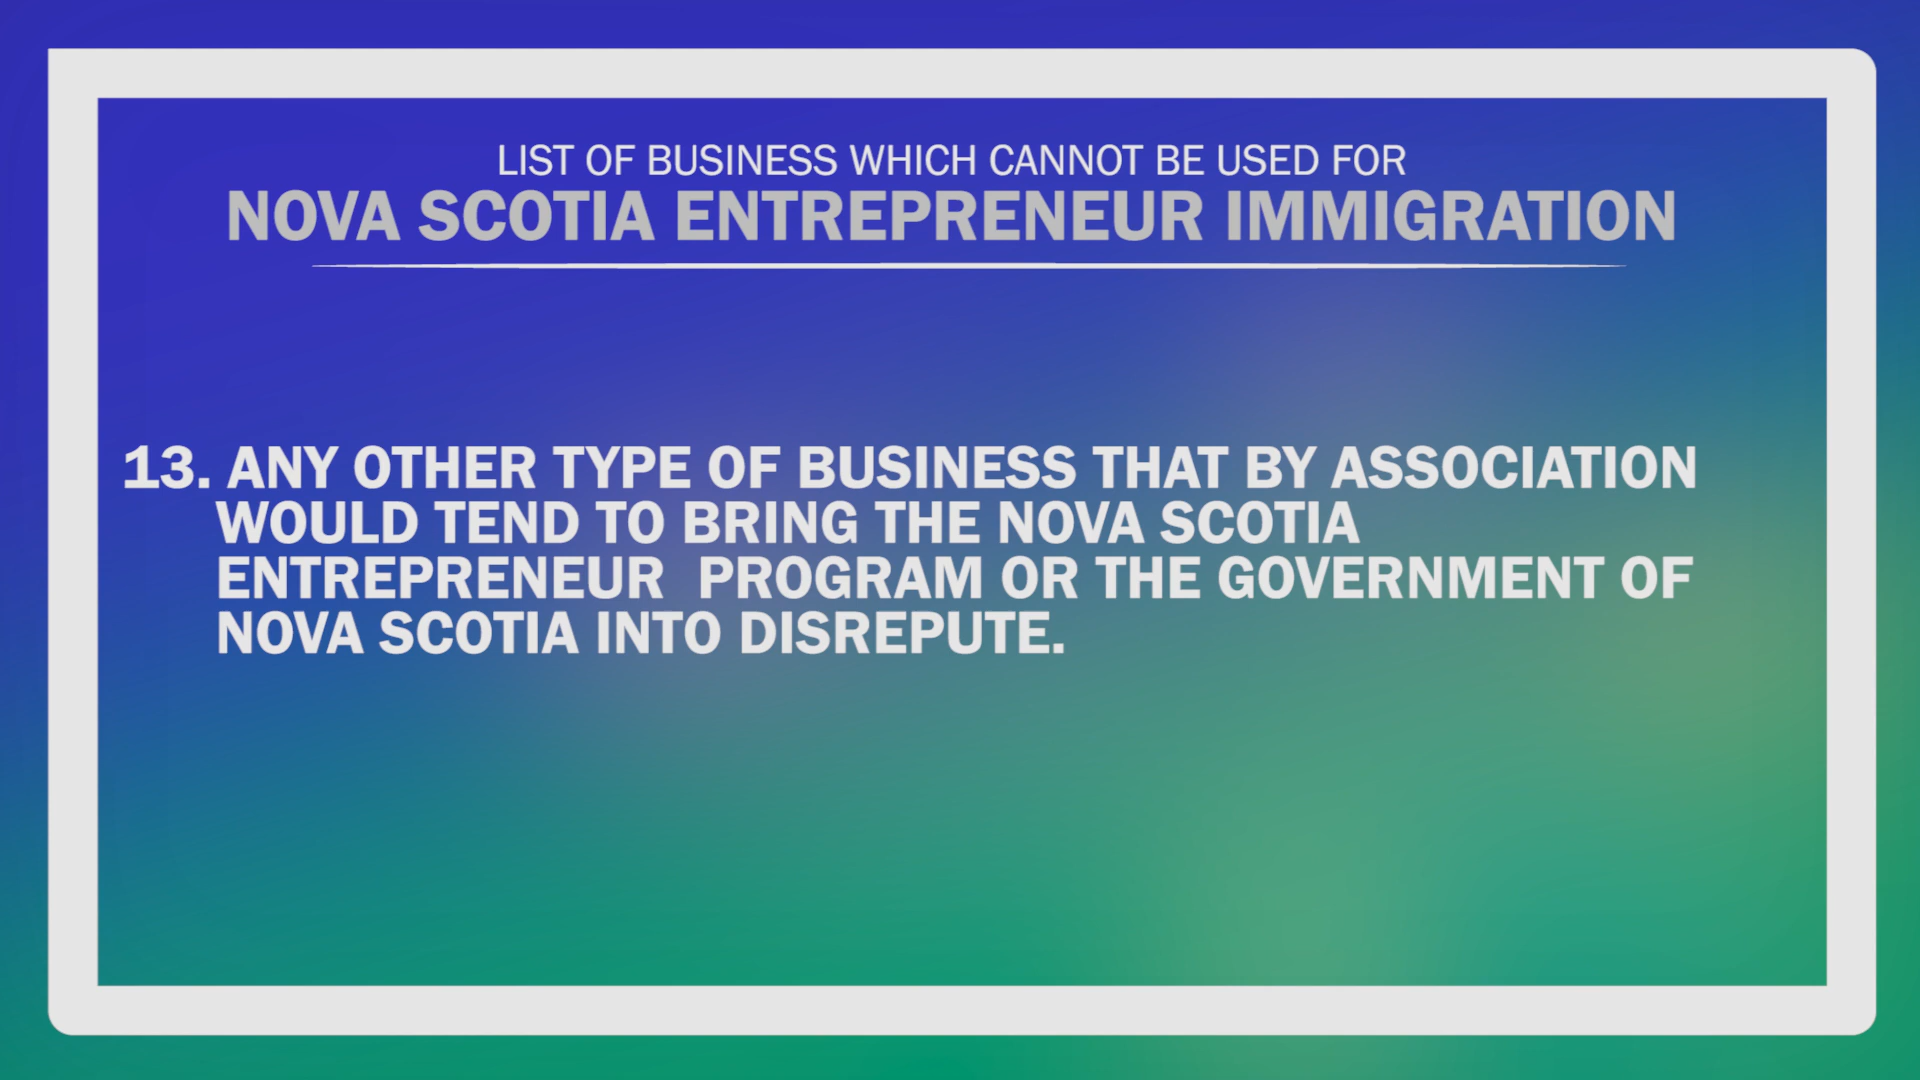 LIST OF BUSINESS WHICH CANNOT BE USED FOR
NOVA SCOTIA ENTREPRENEUR IMMIGRATION
13. ANY OTHER TYPE OF BUSINESS THAT BY ASSOCIATION
WOULD TEND TO BRING THE NOVA SCOTIA
ENTREPRENEUR  PROGRAM OR THE GOVERNMENT OF
NOVA SCOTIA INTO DISREPUTE.